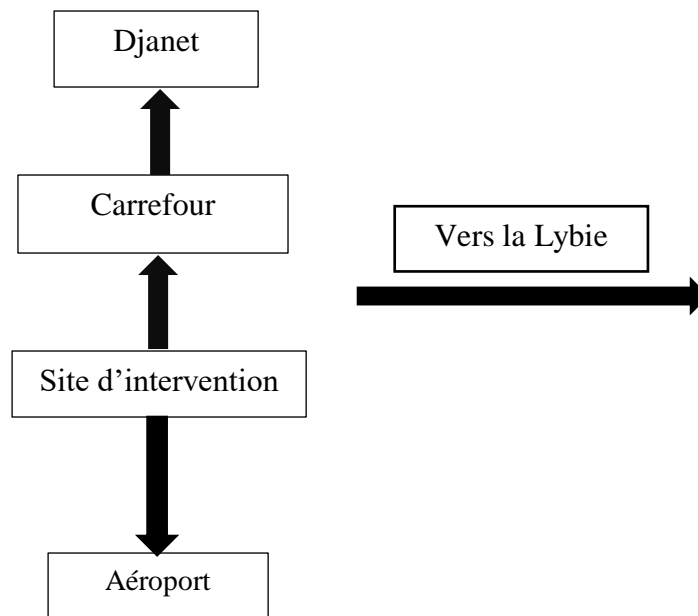 Djanet
Carrefour
Vers la Lybie
Site d’intervention
Aéroport